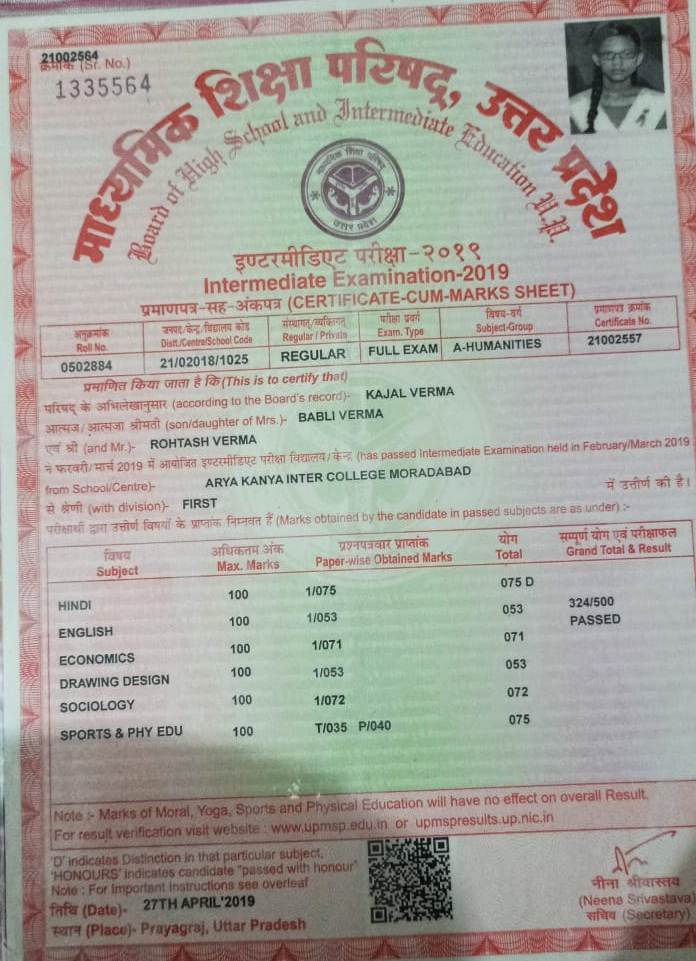 21002564
क्रमांक (Sr. No.)
1335564
माध्यमिक शिक्षा परिषद्, उत्तर प्रदेश
Board of High School and Intermediate Education U.P.
माध्यमिक शिक्षा परिषद
उत्तर प्रदेश
इण्टरमीडिएट परीक्षा-२०१९
Intermediate Examination-2019
प्रमाणपत्र-सह-अंकपत्र (CERTIFICATE-CUM-MARKS SHEET)
अनुक्रमांक जनपद/केन्द्र/विद्यालय कोड संस्थागत/व्यक्तिगत परीक्षा प्रवर्ग विषय-वर्ग प्रमाणपत्र क्रमांक
Roll No. Distt./Centre/School Code Regular / Private Exam. Type Subject-Group Certificate No.
0502884 21/02018/1025 REGULAR FULL EXAM A-HUMANITIES 21002557
प्रमाणित किया जाता है कि (This is to certify that)
परिषद् के अभिलेखानुसार (according to the Board's record)- KAJAL VERMA
आत्मज/आत्मजा श्रीमती (son/daughter of Mrs.)- BABLI VERMA
एवं श्री (and Mr.)- ROHTASH VERMA
ने फरवरी/मार्च 2019 में आयोजित इण्टरमीडिएट परीक्षा विद्यालय/केन्द्र (has passed Intermediate Examination held in February/March 2019
from School/Centre)- ARYA KANYA INTER COLLEGE MORADABAD
से श्रेणी (with division)- FIRST में उत्तीर्ण की है।
परीक्षार्थी द्वारा उत्तीर्ण विषयों के प्राप्तांक निम्नवत हैं (Marks obtained by the candidate in passed subjects are as under) :-
विषय अधिकतम अंक प्रश्नपत्रवार प्राप्तांक योग सम्पूर्ण योग एवं परीक्षाफल
Subject Max. Marks Paper-wise Obtained Marks Total Grand Total & Result
HINDI 100 1/075 075 D
ENGLISH 100 1/053 053 324/500
ECONOMICS 100 1/071 071 PASSED
DRAWING DESIGN 100 1/053 053
SOCIOLOGY 100 1/072 072
SPORTS & PHY EDU 100 T/035 P/040 075
Note :- Marks of Moral, Yoga, Sports and Physical Education will have no effect on overall Result.
For result verification visit website : www.upmsp.edu.in or upmspresults.up.nic.in
'D' indicates Distinction in that particular subject.
'HONOURS' indicates candidate "passed with honour"
Note : For Important Instructions see overleaf
तिथि (Date)- 27TH APRIL'2019
स्थान (Place)- Prayagraj, Uttar Pradesh
नीना श्रीवास्तव
(Neena Srivastava)
सचिव (Secretary)